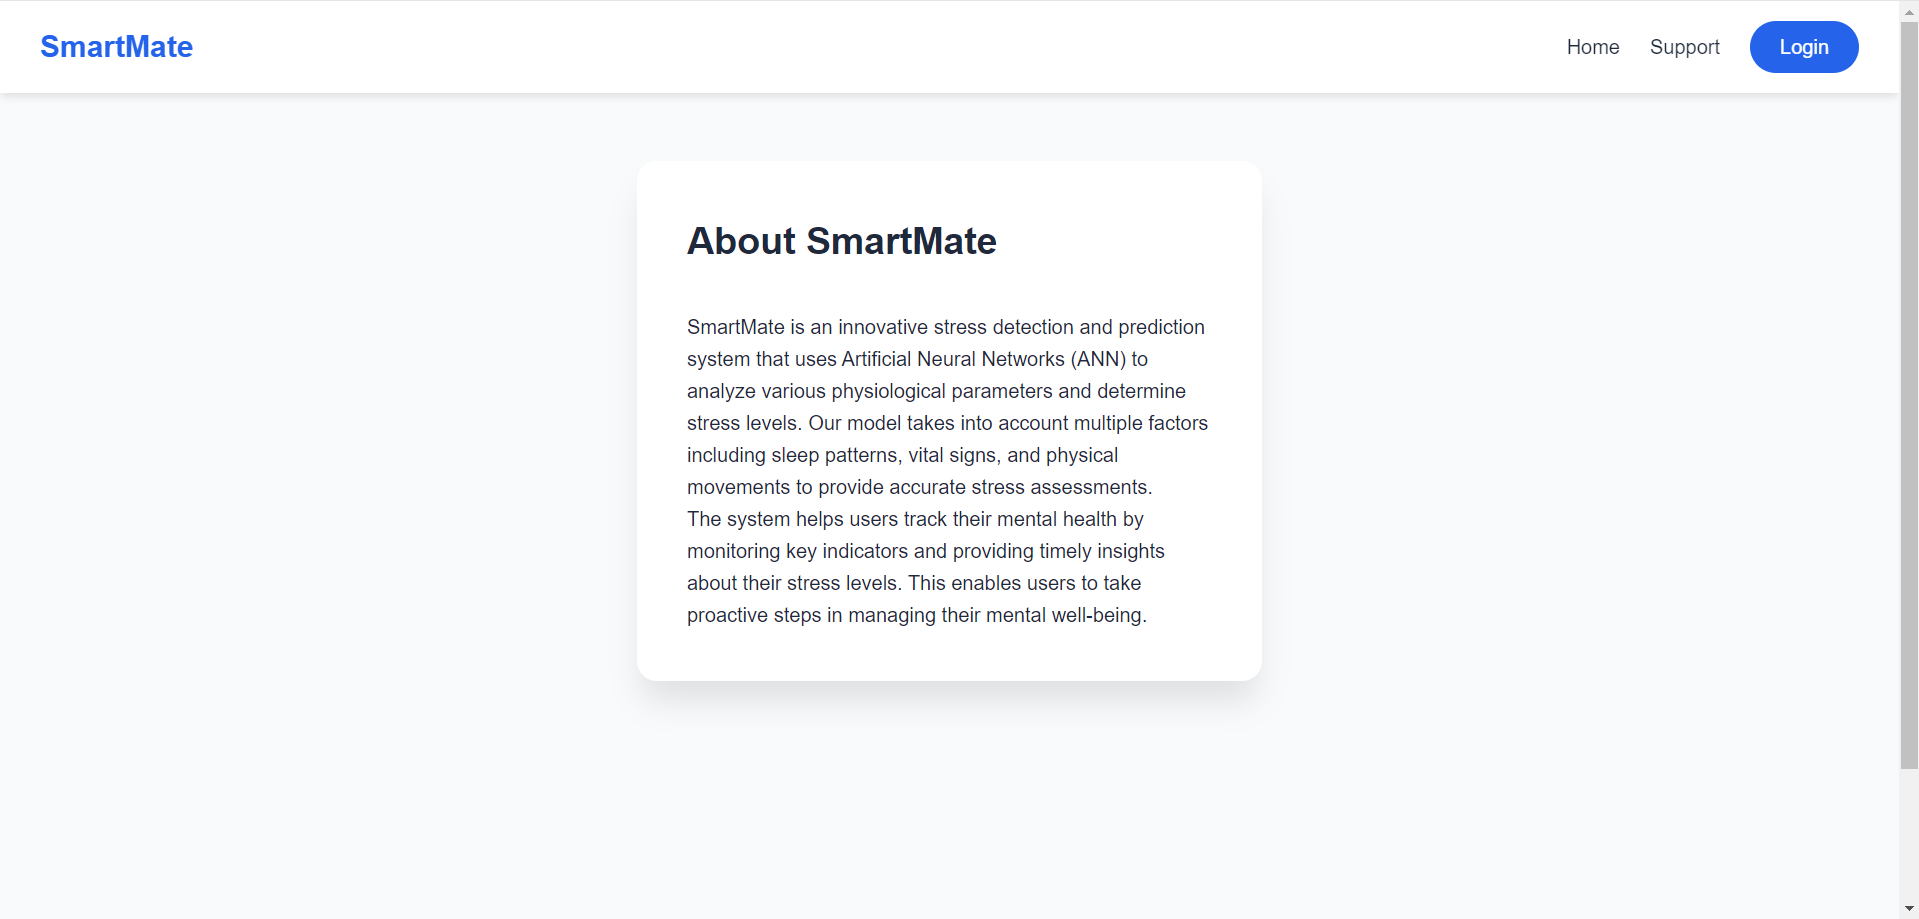 SmartMate
Home
Support
Login
About SmartMate
SmartMate is an innovative stress detection and prediction
system that uses Artificial Neural Networks (ANN) to
analyze various physiological parameters and determine
stress levels. Our model takes into account multiple factors
including sleep patterns, vital signs, and physical
movements to provide accurate stress assessments.
The system helps users track their mental health by
monitoring key indicators and providing timely insights
about their stress levels. This enables users to take
proactive steps in managing their mental well-being.